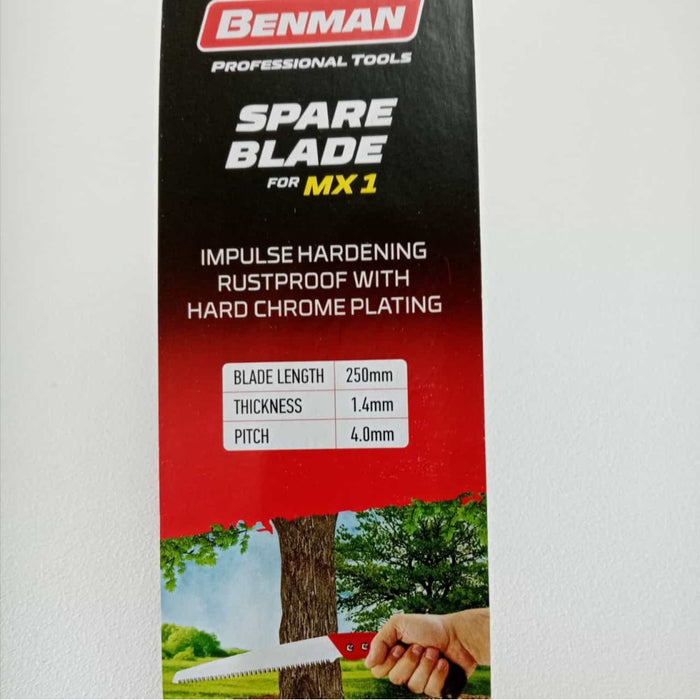 BENMAN
PROFESSIONAL TOOLS
SPARE
BLADE
FOR MX 1
IMPULSE HARDENING
RUSTPROOF WITH
HARD CHROME PLATING
BLADE LENGTH 250mm
THICKNESS 1.4mm
PITCH 4.0mm